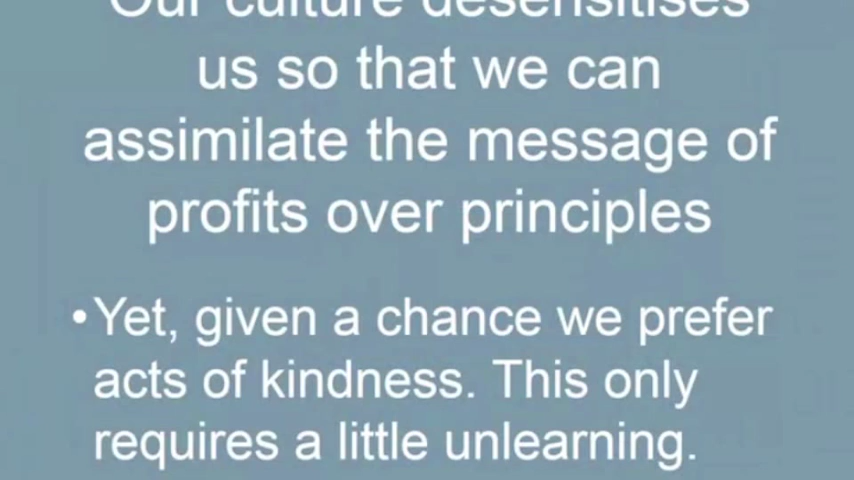 Our culture desensitises
us so that we can
assimilate the message of
profits over principles
•Yet, given a chance we prefer
acts of kindness. This only
requires a little unlearning.